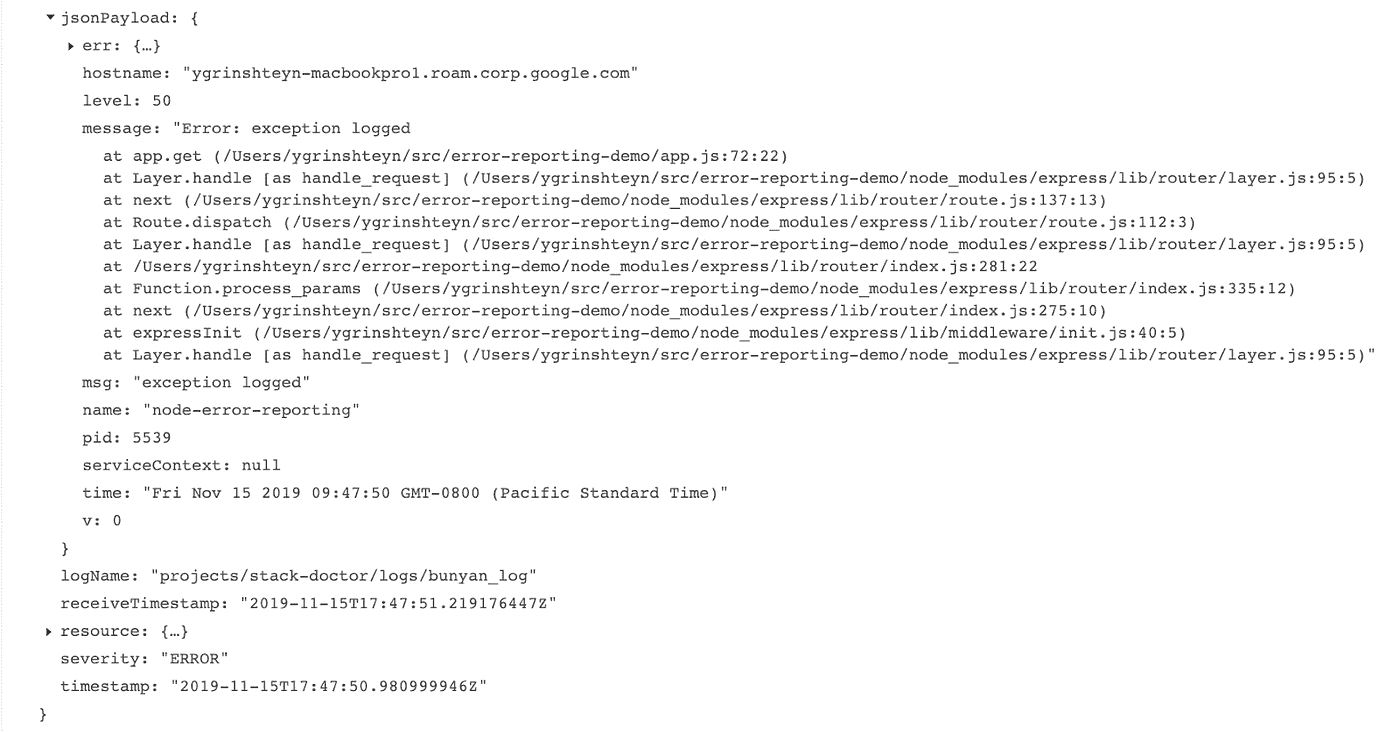 jsonPayload: {
err: {…}
hostname: "ygrinshteyn-macbookpro1.roam.corp.google.com"
level: 50
message: "Error: exception logged
at app.get (/Users/ygrinshteyn/src/error-reporting-demo/app.js:72:22)
at Layer.handle [as handle_request] (/Users/ygrinshteyn/src/error-reporting-demo/node_modules/express/lib/router/layer.js:95:5)
at next (/Users/ygrinshteyn/src/error-reporting-demo/node_modules/express/lib/router/route.js:137:13)
at Route.dispatch (/Users/ygrinshteyn/src/error-reporting-demo/node_modules/express/lib/router/route.js:112:3)
at Layer.handle [as handle_request] (/Users/ygrinshteyn/src/error-reporting-demo/node_modules/express/lib/router/layer.js:95:5)
at /Users/ygrinshteyn/src/error-reporting-demo/node_modules/express/lib/router/index.js:281:22
at Function.process_params (/Users/ygrinshteyn/src/error-reporting-demo/node_modules/express/lib/router/index.js:335:12)
at next (/Users/ygrinshteyn/src/error-reporting-demo/node_modules/express/lib/router/index.js:275:10)
at expressInit (/Users/ygrinshteyn/src/error-reporting-demo/node_modules/express/lib/middleware/init.js:40:5)
at Layer.handle [as handle_request] (/Users/ygrinshteyn/src/error-reporting-demo/node_modules/express/lib/router/layer.js:95:5)"
msg: "exception logged"
name: "node-error-reporting"
pid: 5539
serviceContext: null
time: "Fri Nov 15 2019 09:47:50 GMT-0800 (Pacific Standard Time)"
v: 0
}
logName: "projects/stack-doctor/logs/bunyan_log"
receiveTimestamp: "2019-11-15T17:47:51.219176447Z"
resource: {…}
severity: "ERROR"
timestamp: "2019-11-15T17:47:50.980999946Z"
}